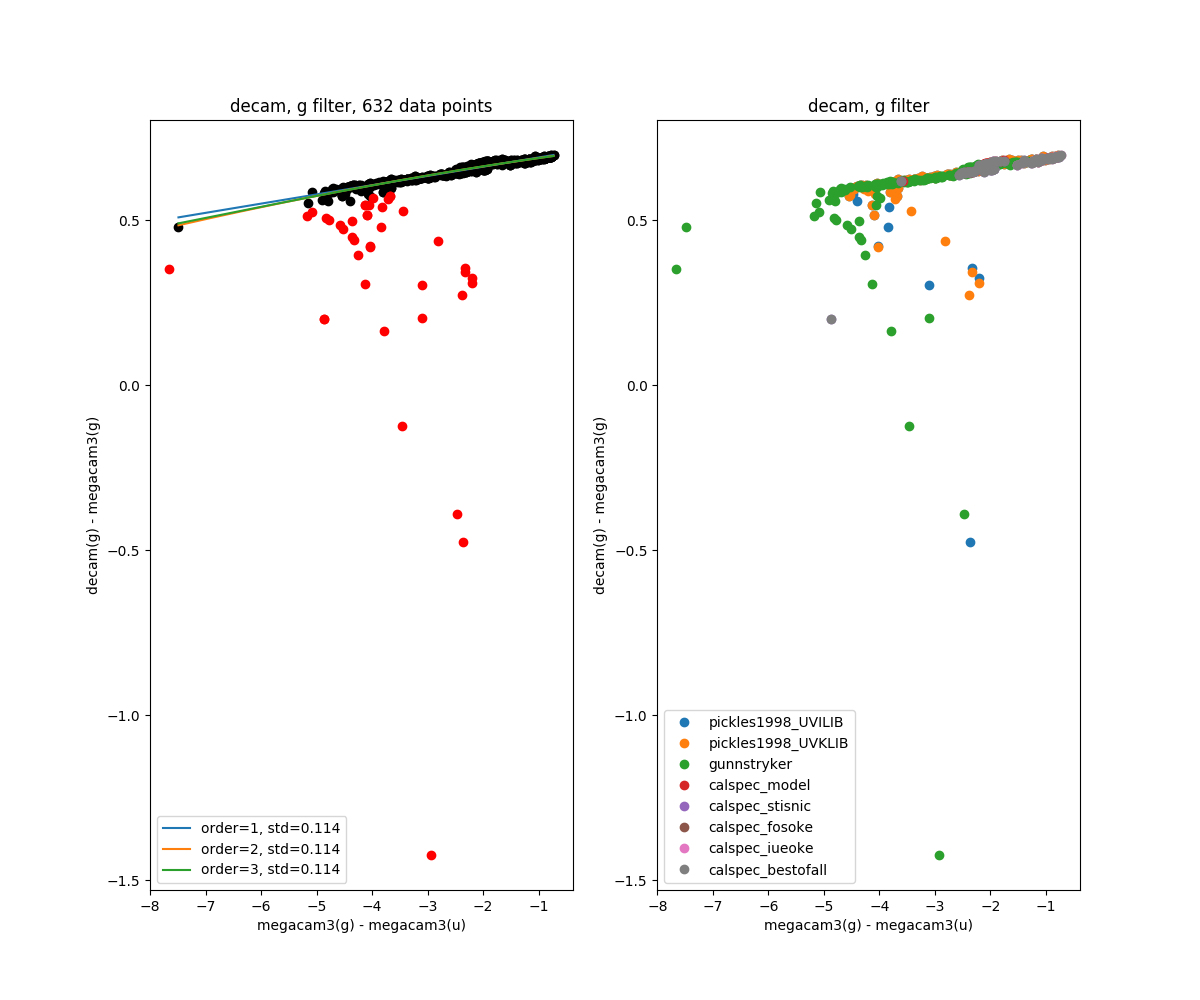 decam, g filter, 632 data points
decam(g) - megacam3(g)
0.5
0.0
−0.5
−1.0
−1.5
order=1, std=0.114
order=2, std=0.114
order=3, std=0.114
−8 −7 −6 −5 −4 −3 −2 −1
megacam3(g) - megacam3(u)
decam, g filter
decam(g) - megacam3(g)
0.5
0.0
−0.5
−1.0
−1.5
pickles1998_UVILIB
pickles1998_UVKLIB
gunnstryker
calspec_model
calspec_stisnic
calspec_fosoke
calspec_iueoke
calspec_bestofall
−8 −7 −6 −5 −4 −3 −2 −1
megacam3(g) - megacam3(u)